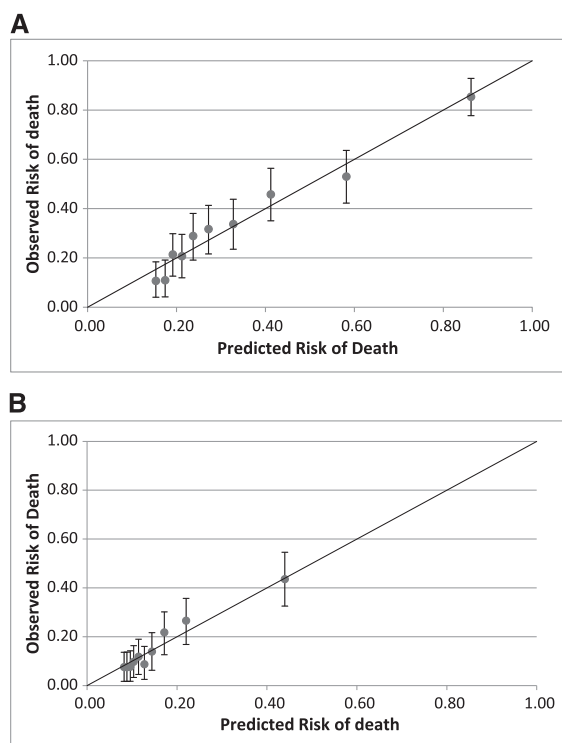 A
1.00
0.80
0.60
0.40
0.20
0.00
Observed Risk of death
0.00 0.20 0.40 0.60 0.80 1.00
Predicted Risk of Death
B
1.00
0.80
0.60
0.40
0.20
0.00
Observed Risk of Death
0.00 0.20 0.40 0.60 0.80 1.00
Predicted Risk of death